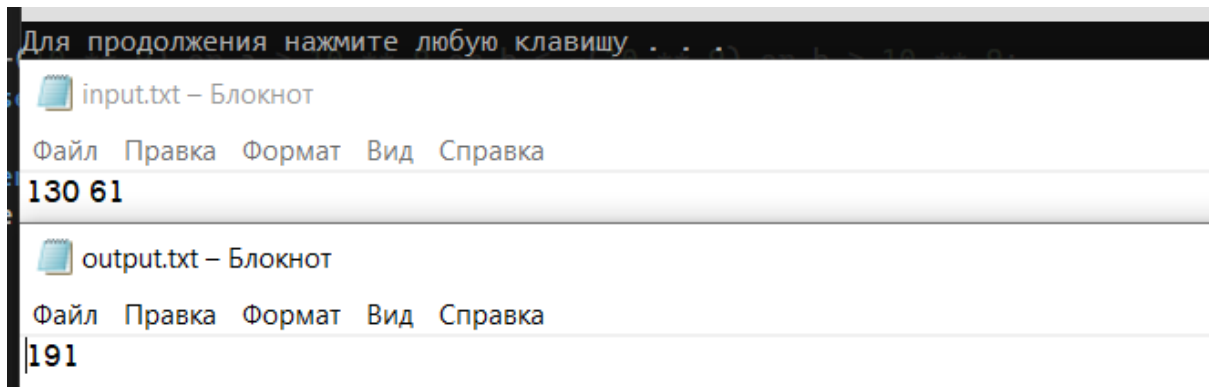 Для продолжения нажмите любую клавишу . . .
input.txt – Блокнот
Файл Правка Формат Вид Справка
130 61
output.txt – Блокнот
Файл Правка Формат Вид Справка
191